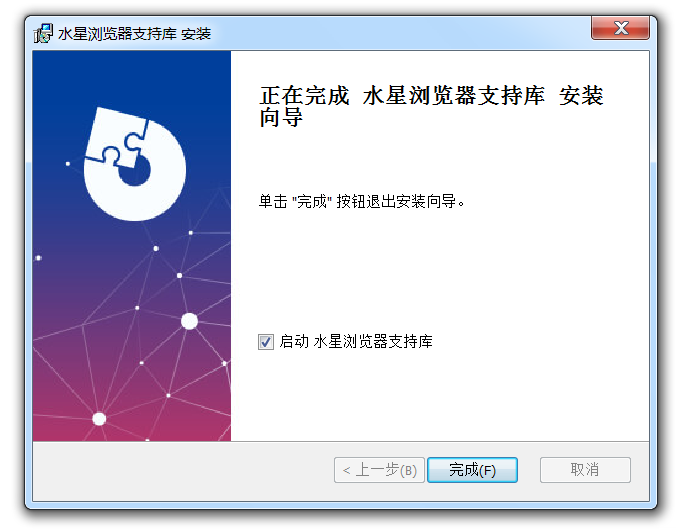 水星浏览器支持库 安装
正在完成 水星浏览器支持库 安装
向导
单击 "完成" 按钮退出安装向导。
启动 水星浏览器支持库
< 上一步(B)
完成(F)
取消